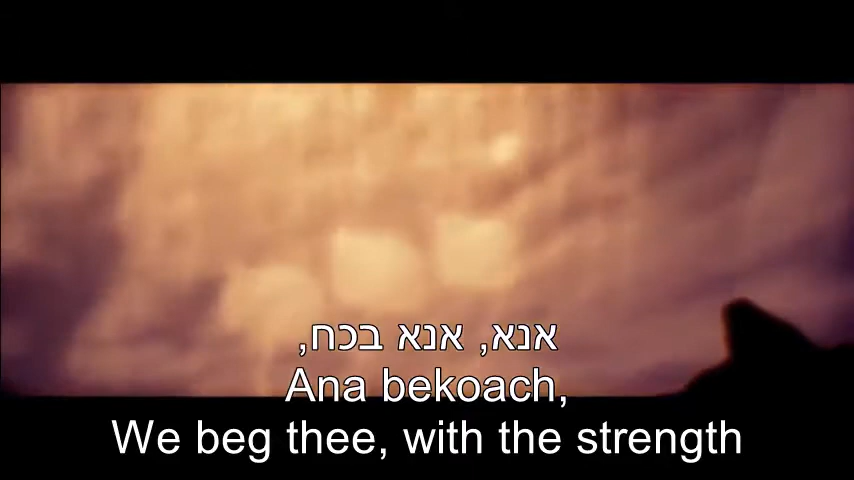 אנא, אנא בכח,
Ana bekoach,
We beg thee, with the strength